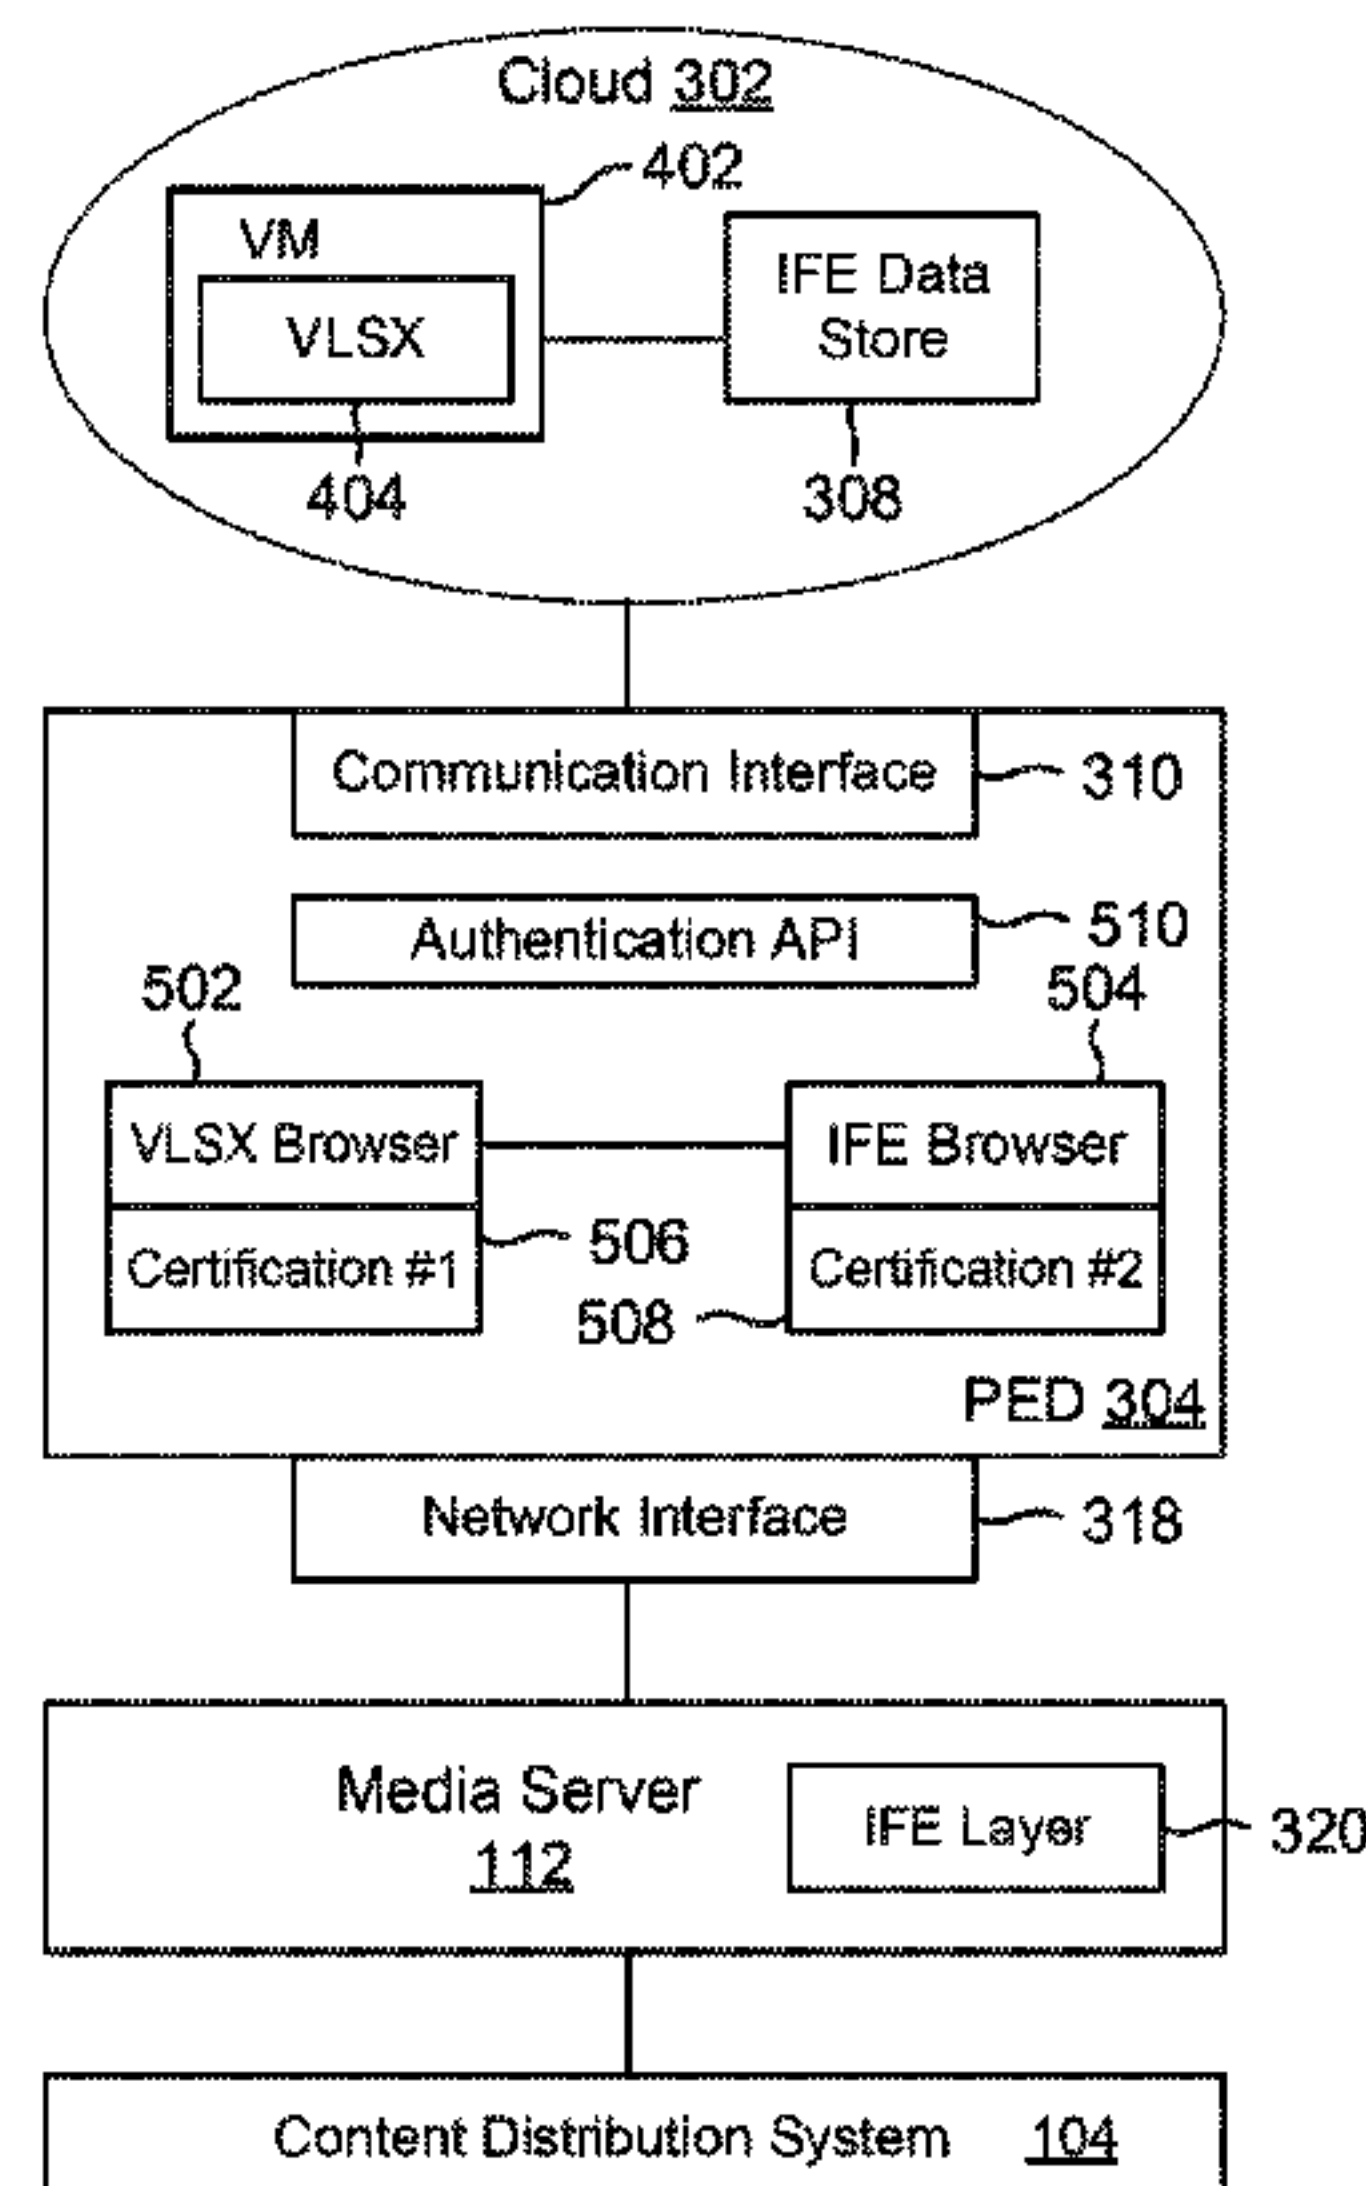 Cloud 302
402
VM
VLSX
IFE Data
Store
404
308
Communication Interface
310
Authentication API
510
502
504
VLSX Browser
IFE Browser
506
Certification #1
Certification #2
508
PED 304
Network Interface
318
Media Server
112
IFE Layer
320
Content Distribution System 104